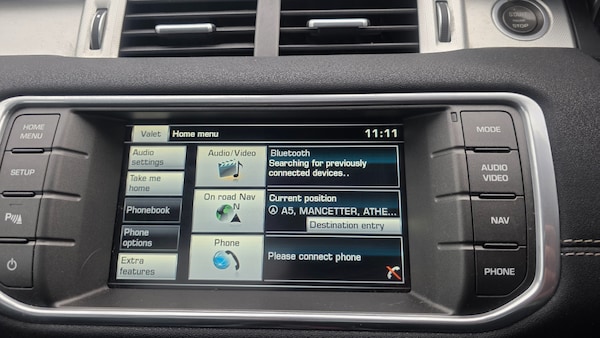 START
STOP
HOME
MENU
SETUP
MODE
AUDIO
VIDEO
NAV
PHONE
Valet
Home menu
11:11
Audio
settings
Take me
home
Phonebook
Phone
options
Extra
features
Audio/Video
On road Nav
N
Phone
Bluetooth
Searching for previously
connected devices..
Current position
A A5, MANCETTER, ATHE...
Destination entry
Please connect phone